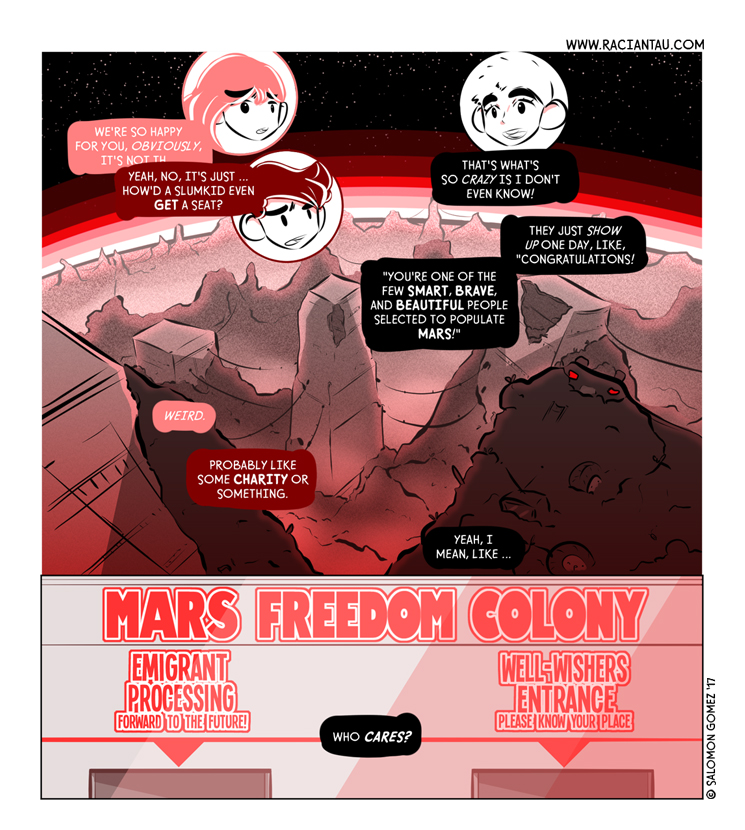 WWW.RACIANTAU.COM
WE'RE SO HAPPY
FOR YOU, OBVIOUSLY,
IT'S NOT TH
YEAH, NO, IT'S JUST ...
HOW'D A SLUMKID EVEN
GET A SEAT?
THAT'S WHAT'S
SO CRAZY IS I DON'T
EVEN KNOW!
THEY JUST SHOW
UP ONE DAY, LIKE,
"CONGRATULATIONS!
"YOU'RE ONE OF THE
FEW SMART, BRAVE,
AND BEAUTIFUL PEOPLE
SELECTED TO POPULATE
MARS!"
WEIRD.
PROBABLY LIKE
SOME CHARITY OR
SOMETHING.
YEAH, I
MEAN, LIKE ...
MARS FREEDOM COLONY
EMIGRANT
PROCESSING
FORWARD TO THE FUTURE!
WELL-WISHERS
ENTRANCE
PLEASE KNOW YOUR PLACE
WHO CARES?
© SALOMON GOMEZ '17